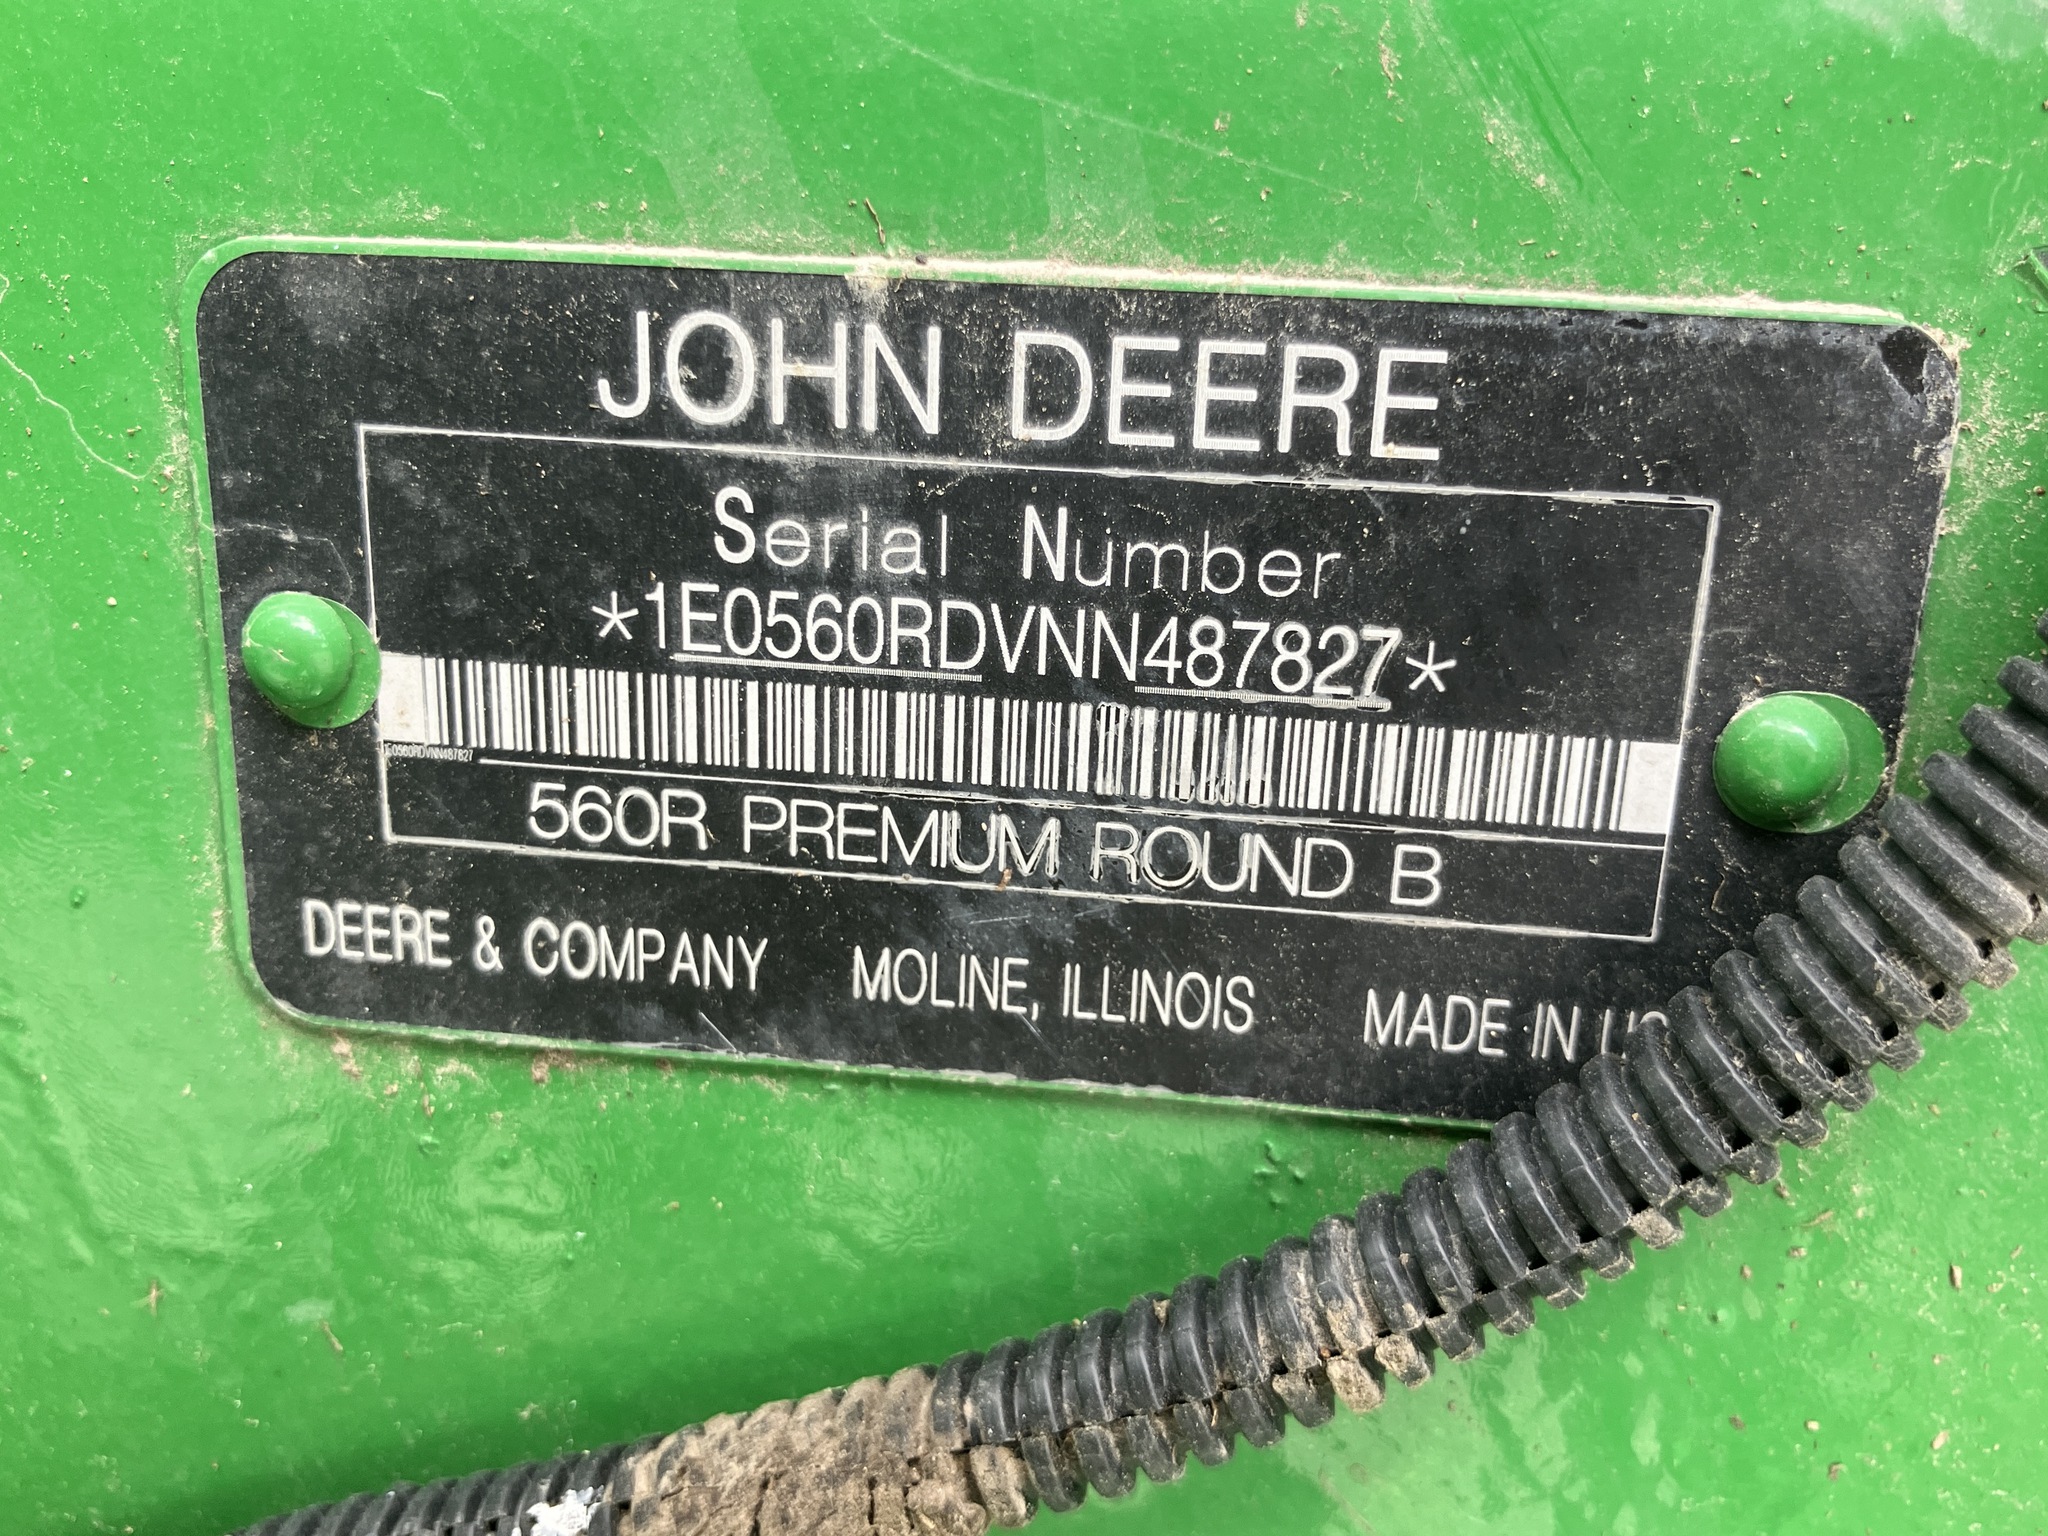 JOHN DEERE
Serial Number
*1E0560RDVNN487827*
1E0560RDVNN487827
560R PREMIUM ROUND B
DEERE & COMPANY MOLINE, ILLINOIS MADE IN